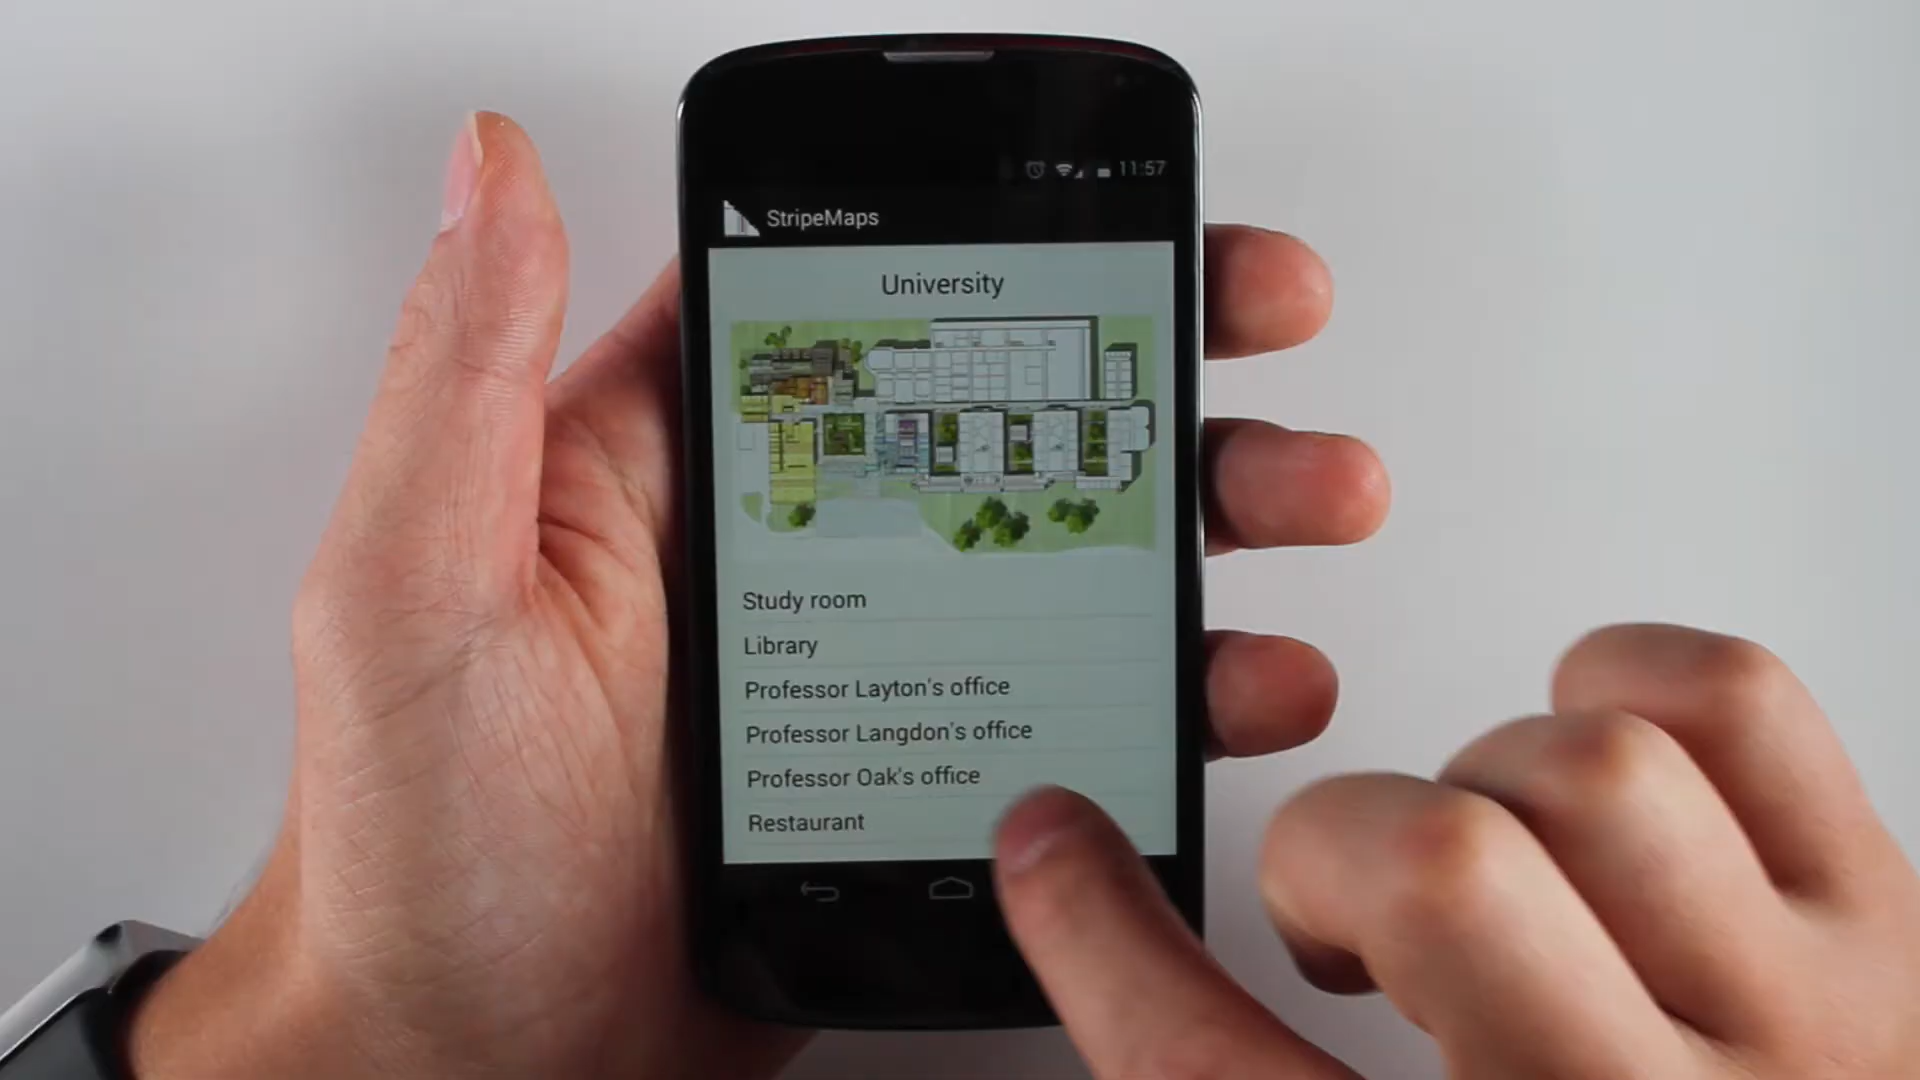 11:57
StripeMaps
University
Study room
Library
Professor Layton's office
Professor Langdon's office
Professor Oak's office
Restaurant